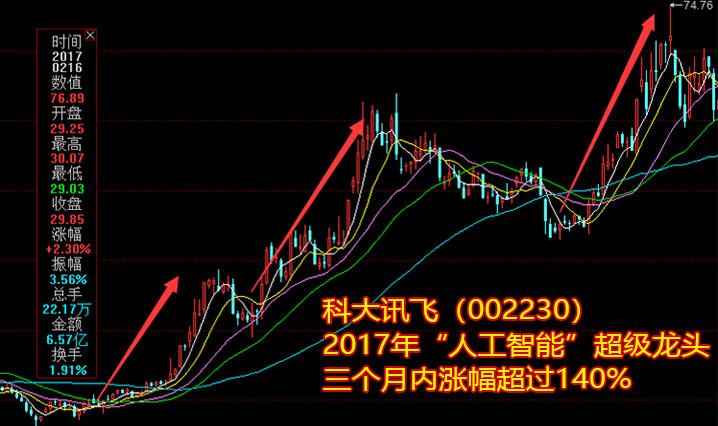 74.76
时间
2017
0216
数值
76.89
开盘
29.25
最高
30.07
最低
29.03
收盘
29.85
涨幅
+2.30%
振幅
3.56%
总手
22.17万
金额
6.57亿
换手
1.91%
科大讯飞（002230）
2017年“人工智能”超级龙头
三个月内涨幅超过140%